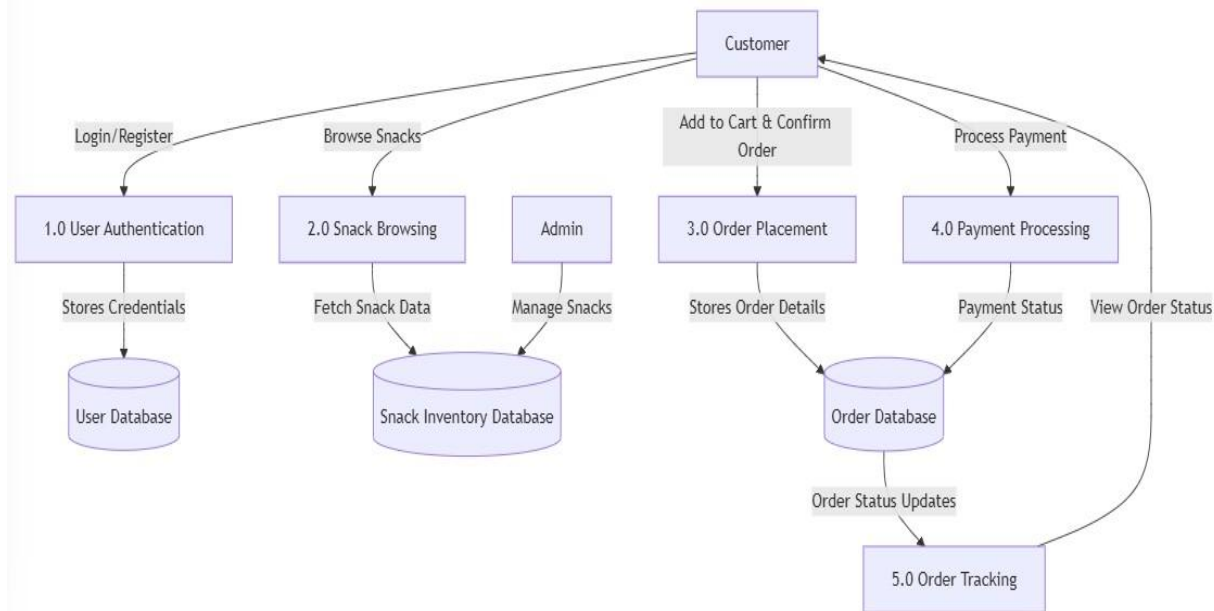 Customer
Login/Register
Browse Snacks
Add to Cart & Confirm
Order
Process Payment
1.0 User Authentication
2.0 Snack Browsing
Admin
3.0 Order Placement
4.0 Payment Processing
Stores Credentials
Fetch Snack Data
Manage Snacks
Stores Order Details
Payment Status
View Order Status
User Database
Snack Inventory Database
Order Database
Order Status Updates
5.0 Order Tracking